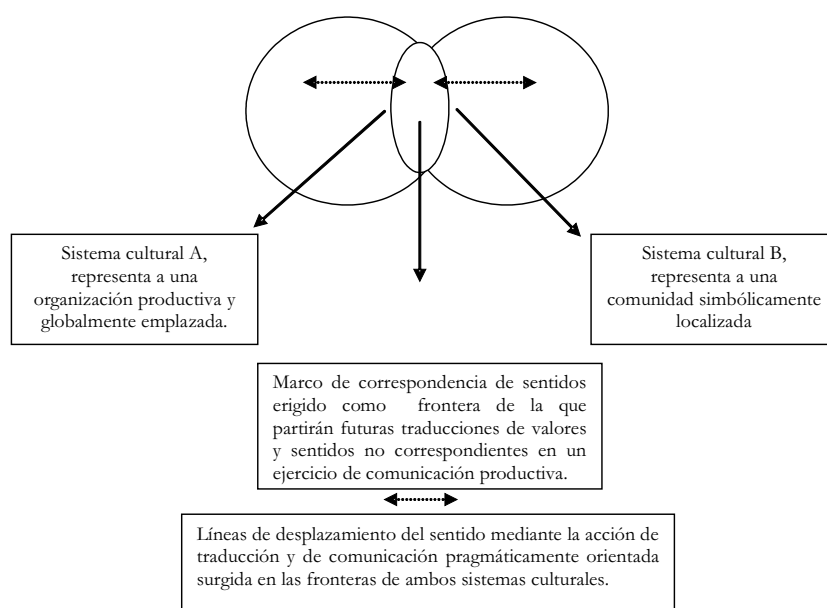 Sistema cultural A,
representa a una
organización productiva y
globalmente emplazada.
Sistema cultural B,
representa a una
comunidad simbólicamente
localizada
Marco de correspondencia de sentidos
erigido como frontera de la que
partirán futuras traducciones de valores
y sentidos no correspondientes en un
ejercicio de comunicación productiva.
Líneas de desplazamiento del sentido mediante la acción de
traducción y de comunicación pragmáticamente orientada
surgida en las fronteras de ambos sistemas culturales.